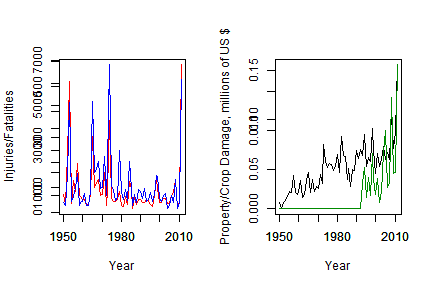 Injuries/Fatalities
1950
1980
2010
Year
Property/Crop Damage, millions of US $
0.15
0.05
0.000
1950
1980
2010
Year